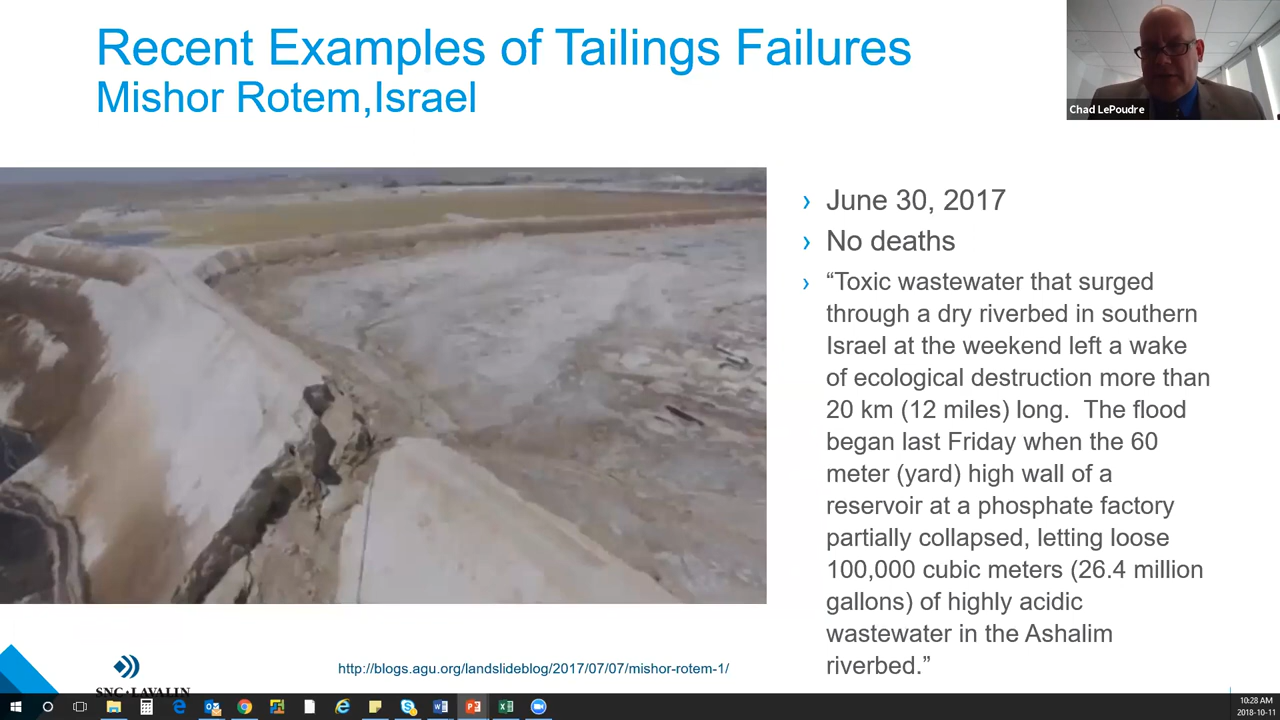 Recent Examples of Tailings Failures
Mishor Rotem,Israel
Chad LePoudre
› June 30, 2017
› No deaths
› “Toxic wastewater that surged
through a dry riverbed in southern
Israel at the weekend left a wake
of ecological destruction more than
20 km (12 miles) long.  The flood
began last Friday when the 60
meter (yard) high wall of a
reservoir at a phosphate factory
partially collapsed, letting loose
100,000 cubic meters (26.4 million
gallons) of highly acidic
wastewater in the Ashalim
riverbed.”
http://blogs.agu.org/landslideblog/2017/07/07/mishor-rotem-1/
SNC·LAVALIN
10:28 AM
2018-10-11